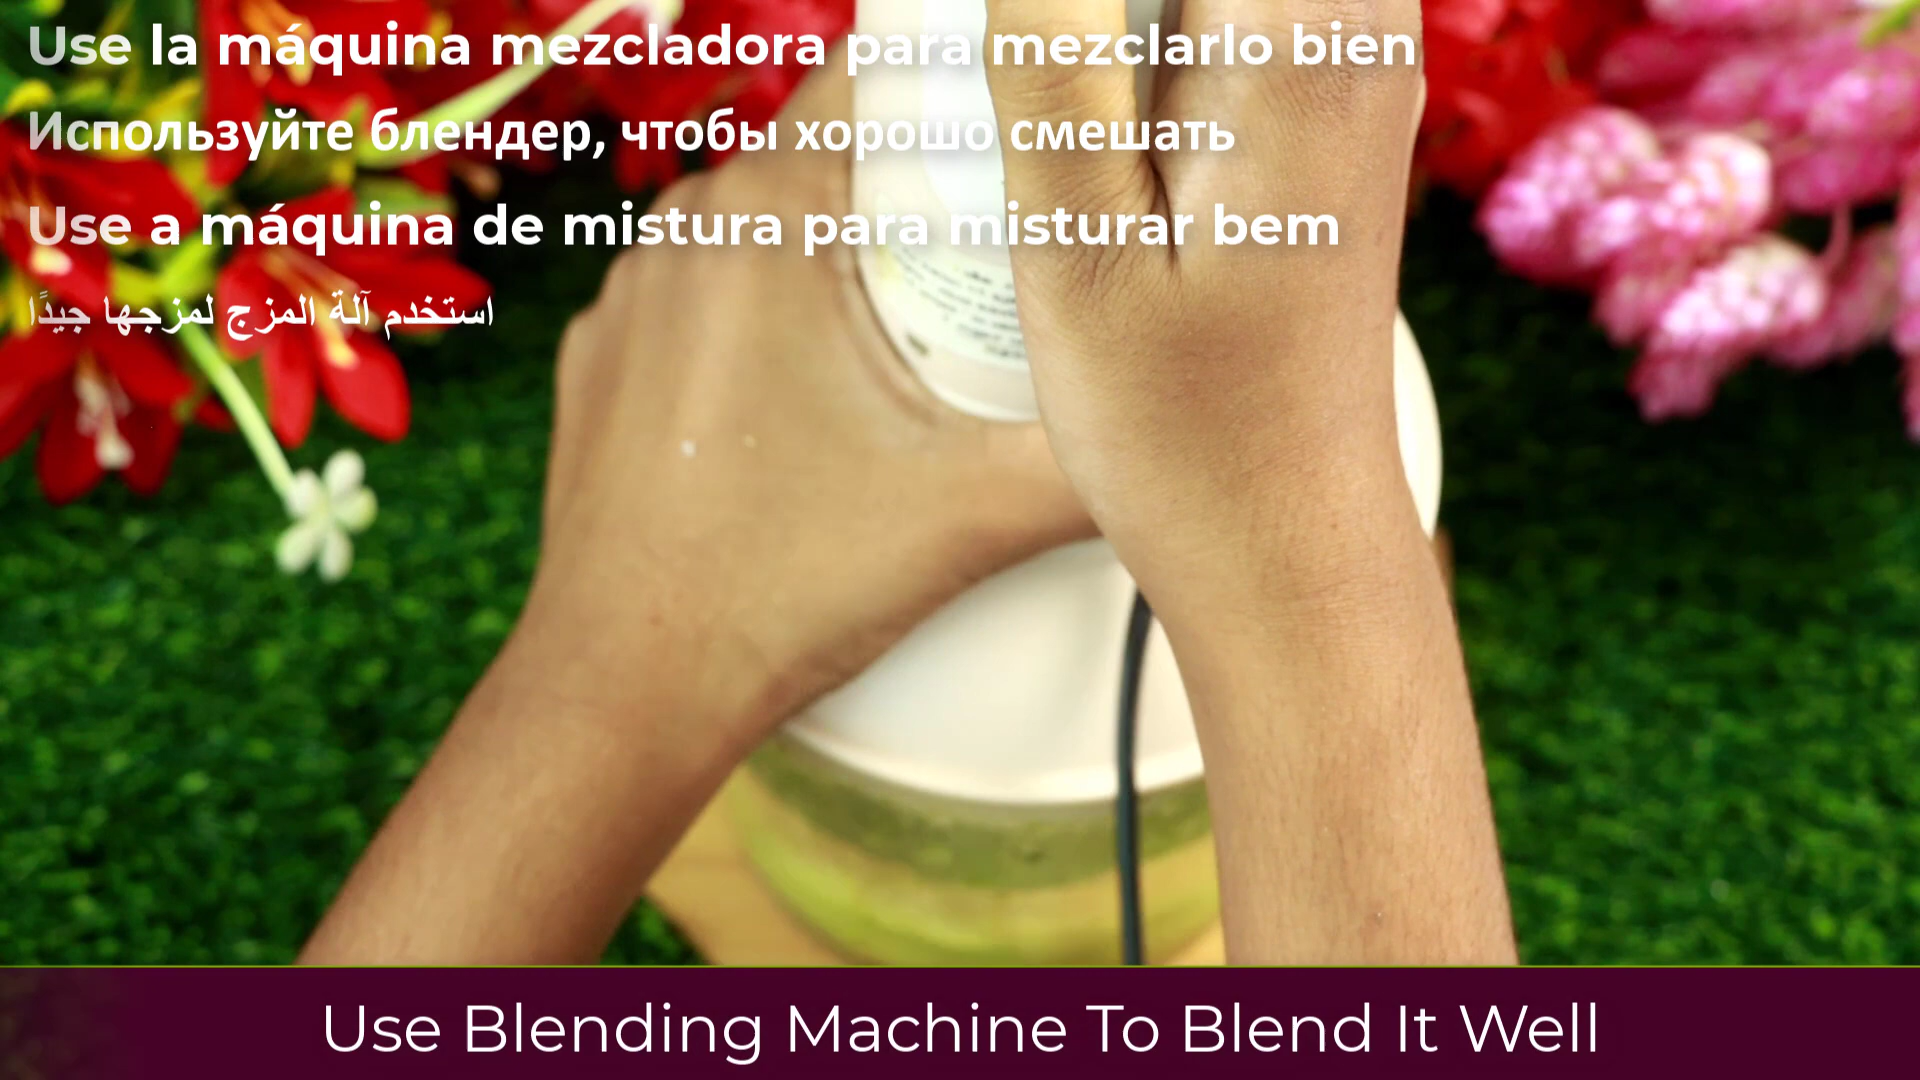 Use la máquina mezcladora para mezclarlo bien
Используйте блендер, чтобы хорошо смешать
Use a máquina de mistura para misturar bem
استخدم آلة المزج لمزجها جيدًا
Use Blending Machine To Blend It Well